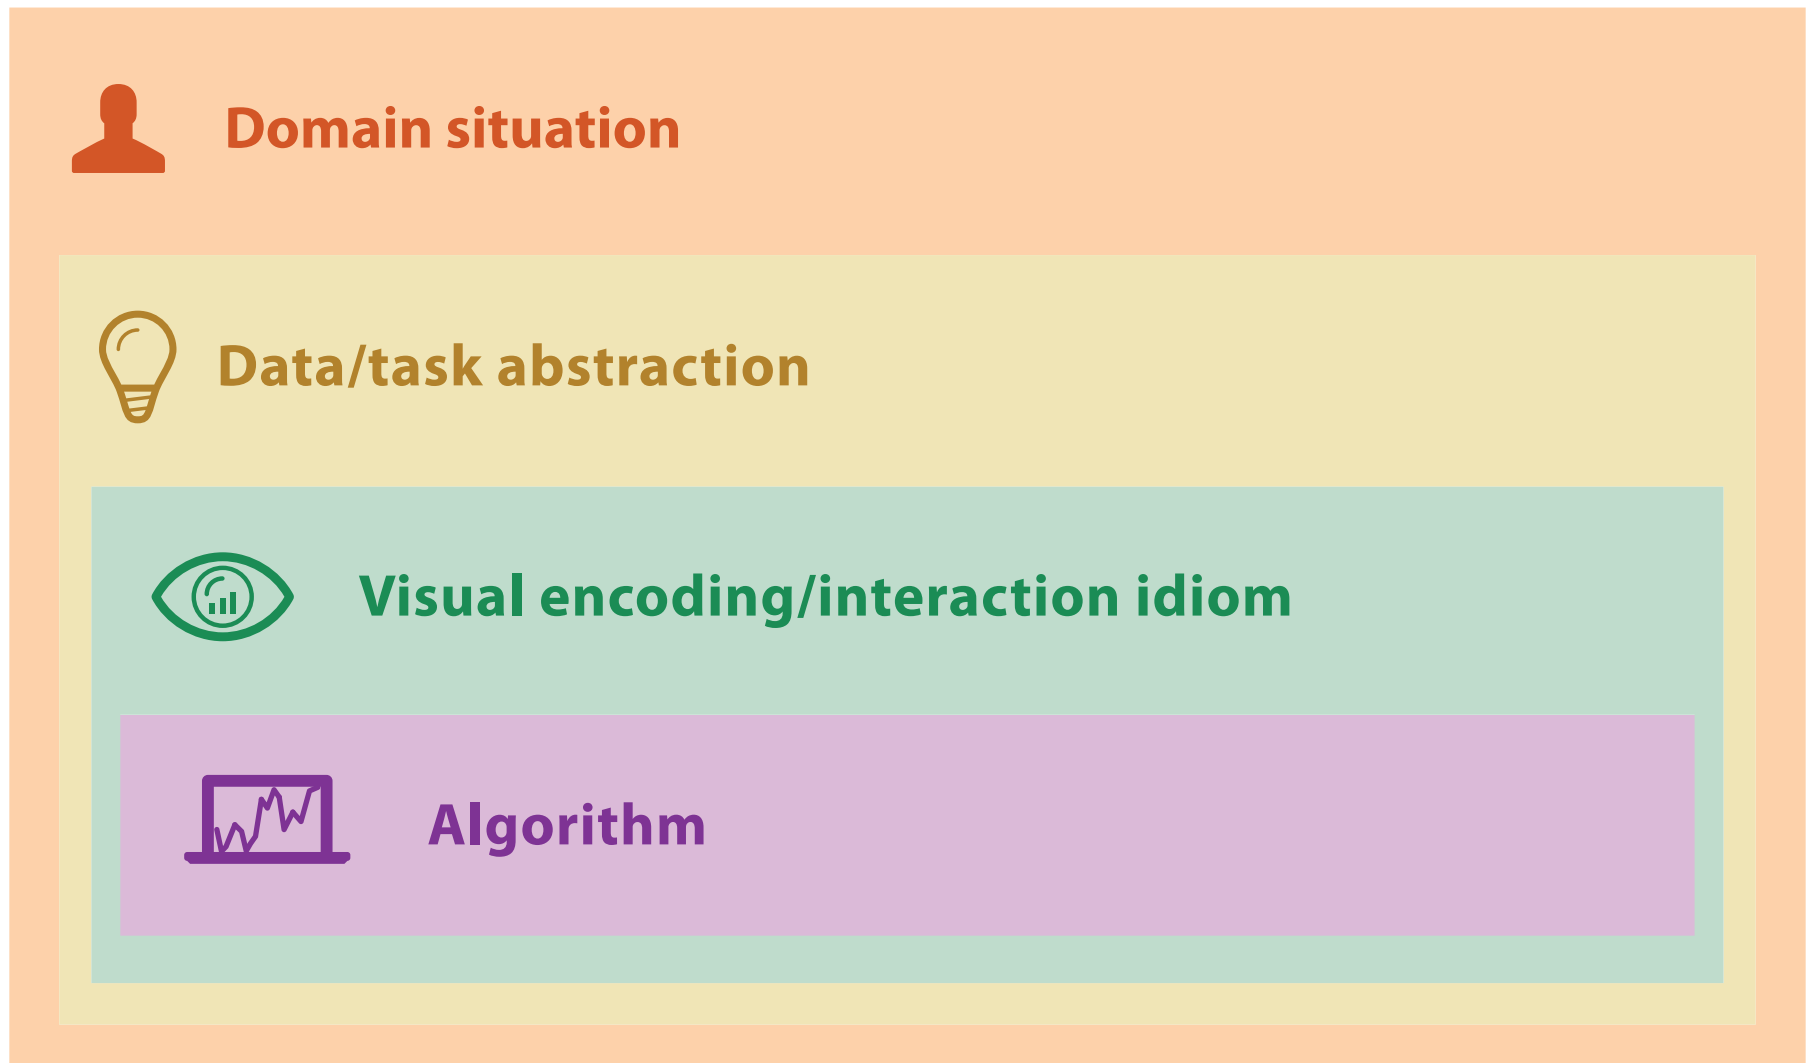 Domain situation
Data/task abstraction
Visual encoding/interaction idiom
Algorithm